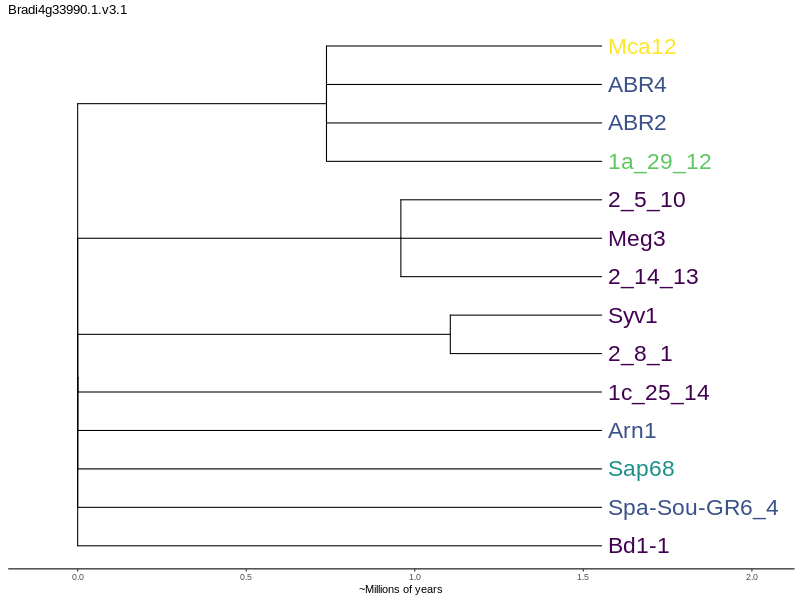 Bradi4g33990.1.v3.1
Mca12
ABR4
ABR2
1a_29_12
2_5_10
Meg3
2_14_13
Syv1
2_8_1
1c_25_14
Arn1
Sap68
Spa-Sou-GR6_4
Bd1-1
0.0 0.5 1.0 1.5 2.0
~Millions of years